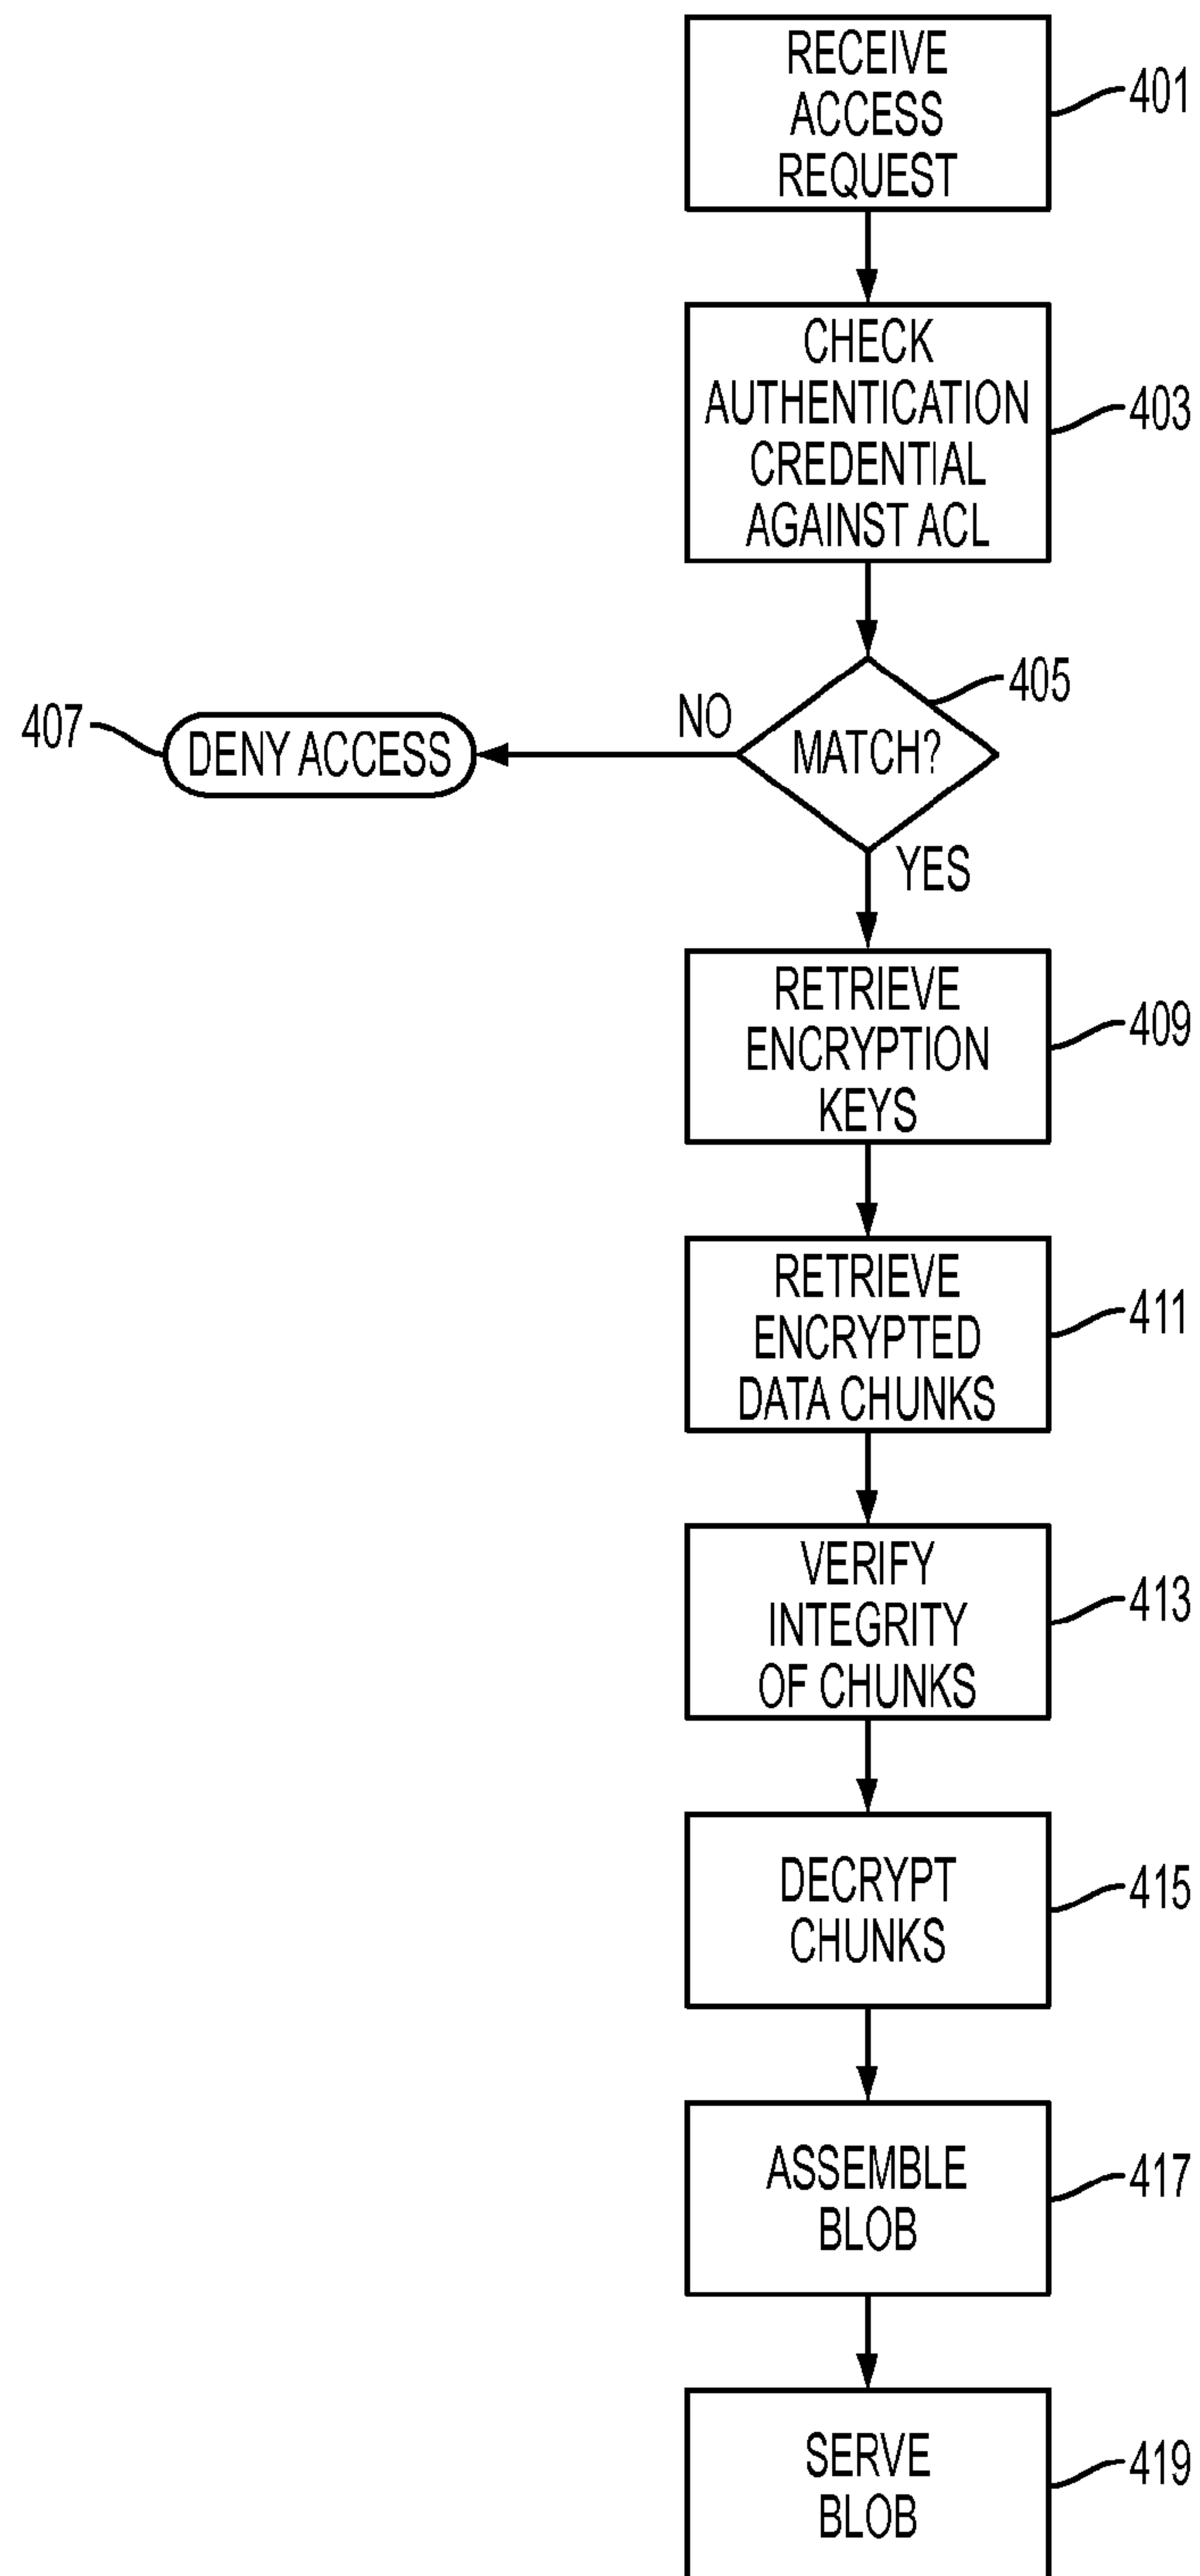 RECEIVE
ACCESS
REQUEST
401
CHECK
AUTHENTICATION
CREDENTIAL
AGAINST ACL
403
405
MATCH?
NO
407
DENY ACCESS
YES
RETRIEVE
ENCRYPTION
KEYS
409
RETRIEVE
ENCRYPTED
DATA CHUNKS
411
VERIFY
INTEGRITY
OF CHUNKS
413
DECRYPT
CHUNKS
415
ASSEMBLE
BLOB
417
SERVE
BLOB
419